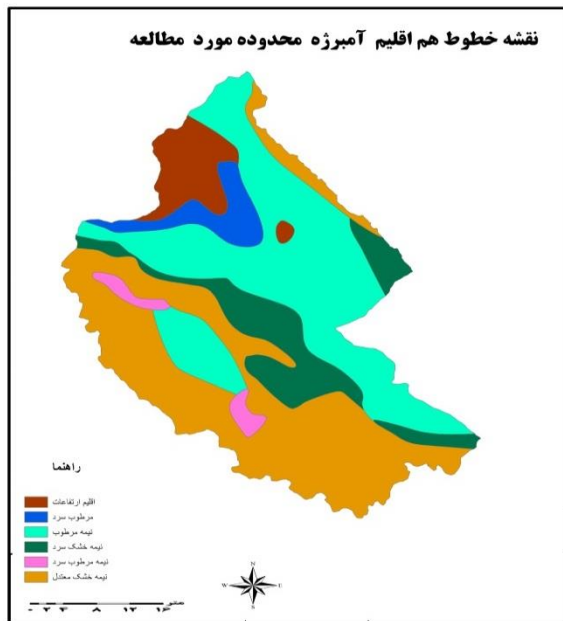 نقشه خطوط هم اقلیم آمبرژه محدوده مورد مطالعه
راهنما
اقلیم ارتفاعات
مرطوب سرد
نیمه مرطوب
نیمه خشک سرد
نیمه مرطوب سرد
نیمه خشک معتدل
N
W E
S